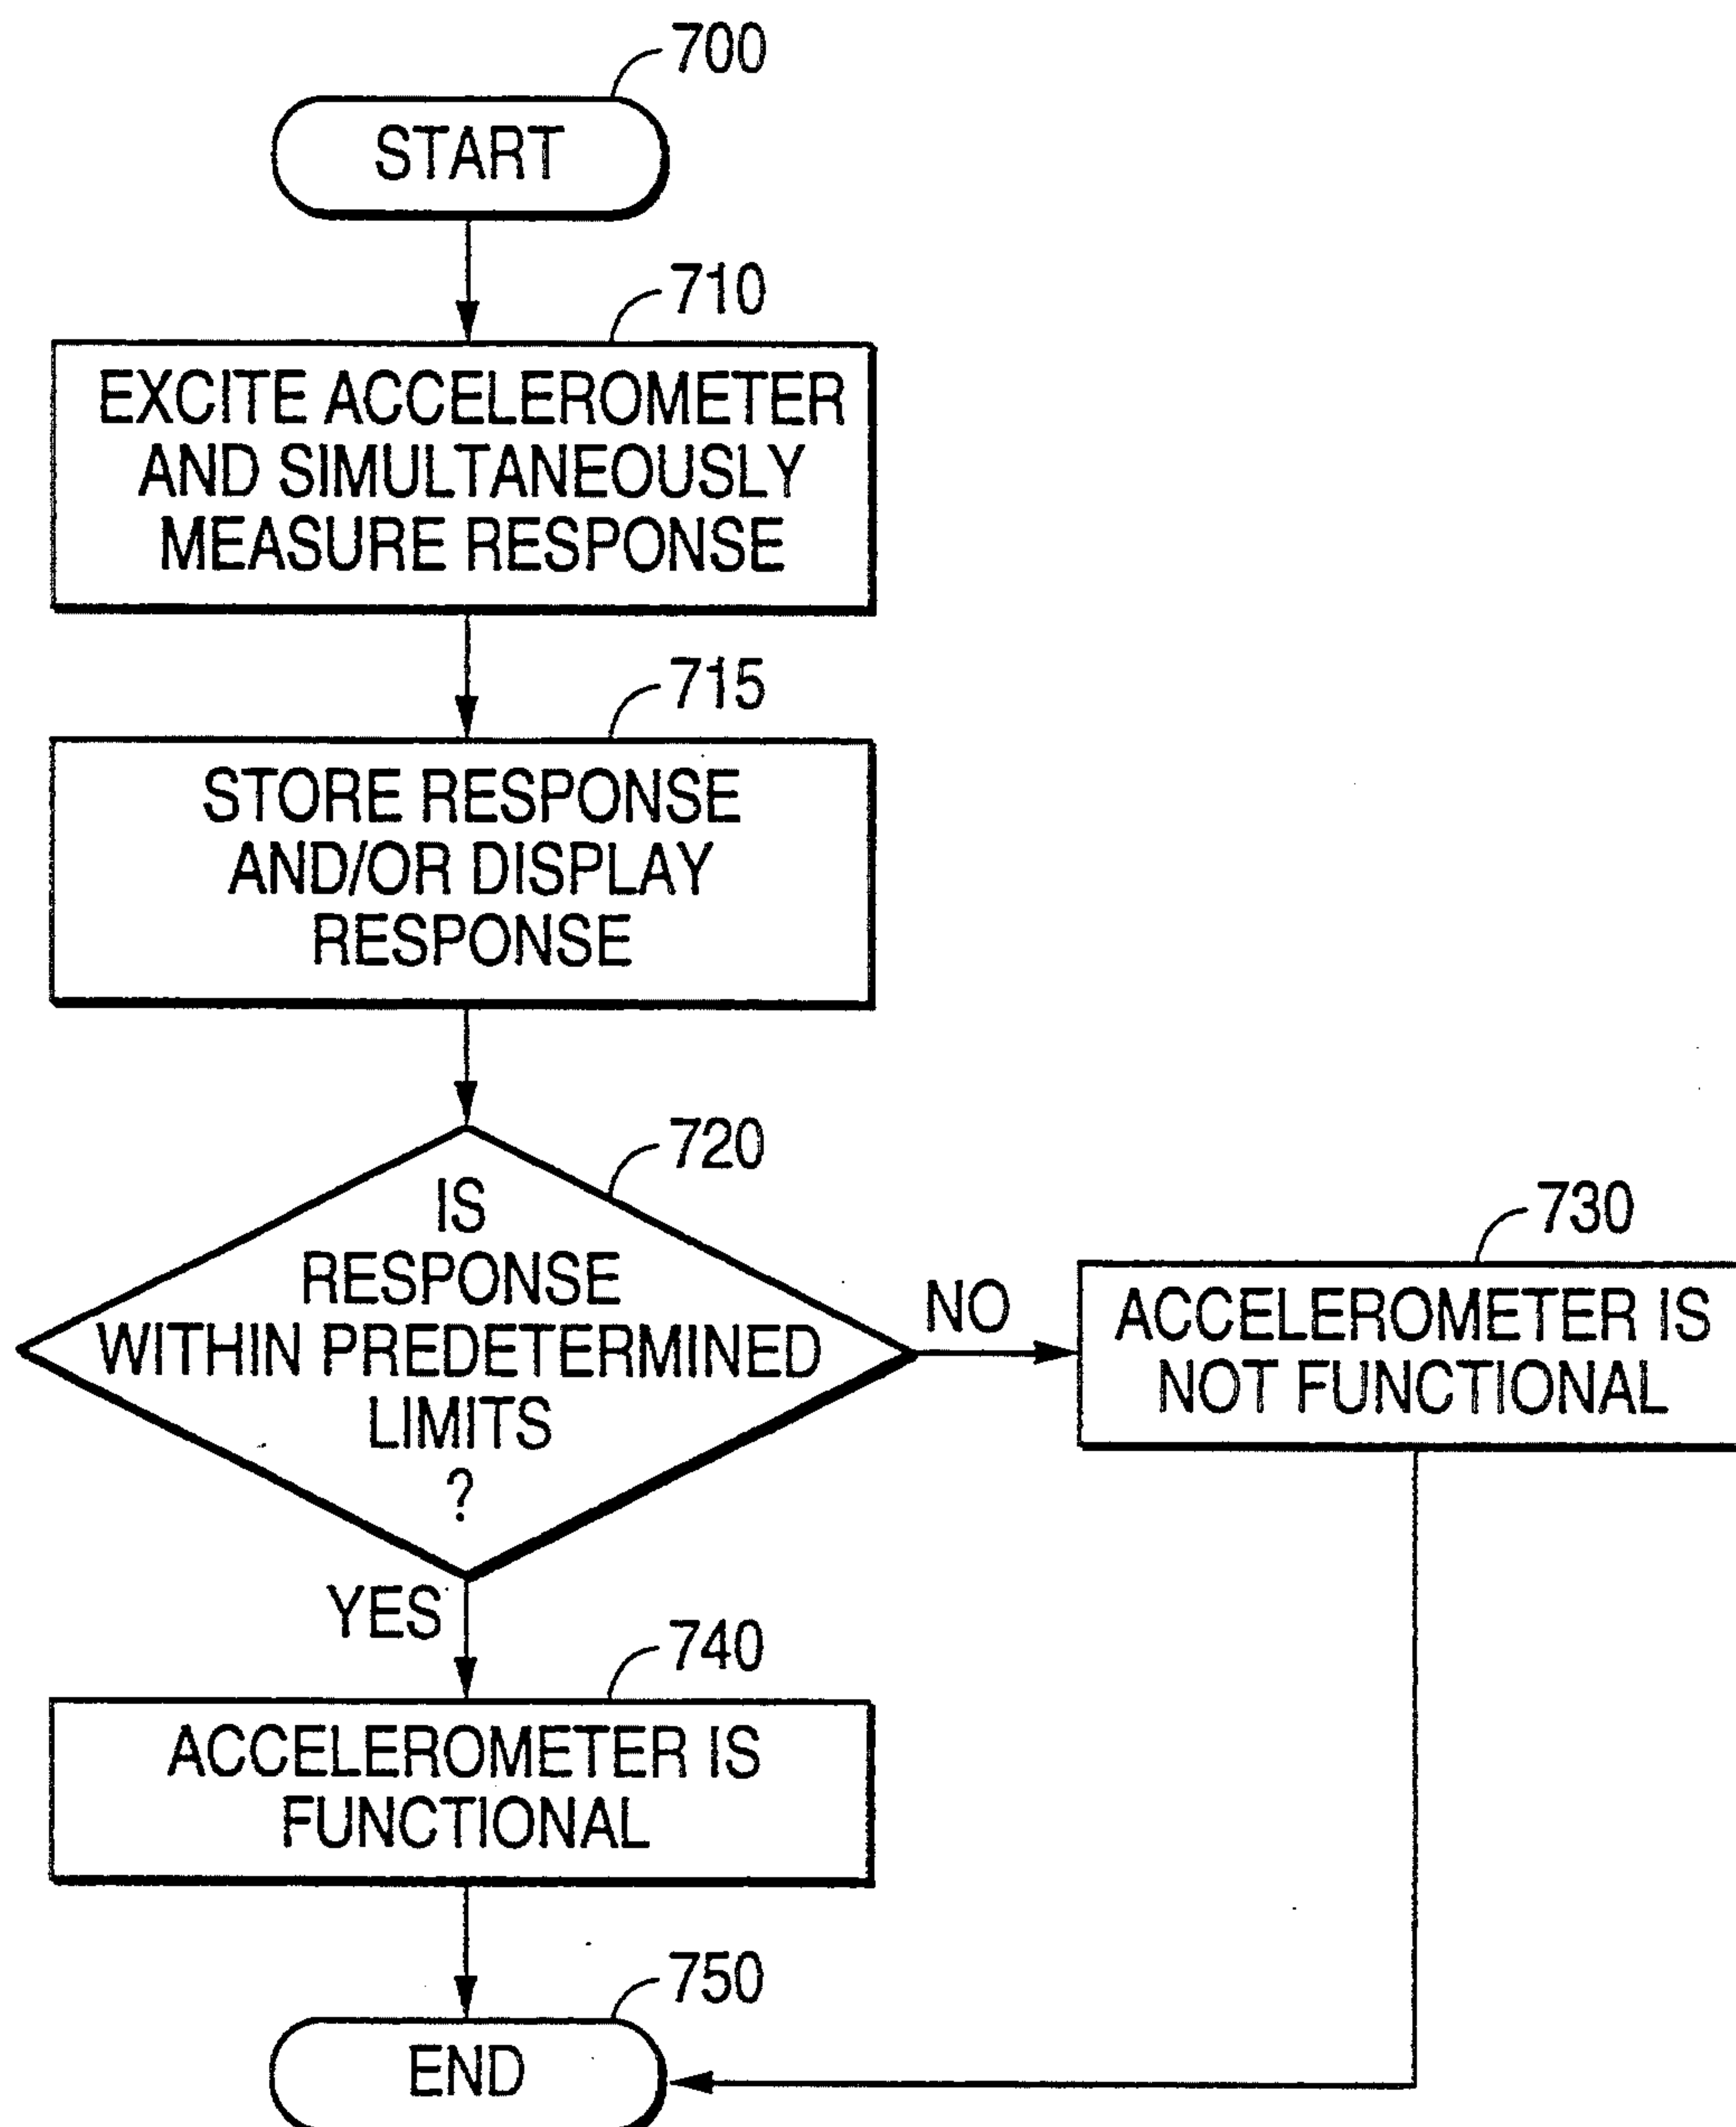 700
START
710
EXCITE ACCELEROMETER
AND SIMULTANEOUSLY
MEASURE RESPONSE
715
STORE RESPONSE
AND/OR DISPLAY
RESPONSE
720
IS
RESPONSE
WITHIN PREDETERMINED
LIMITS
?
NO
730
ACCELEROMETER IS
NOT FUNCTIONAL
YES
740
ACCELEROMETER IS
FUNCTIONAL
750
END